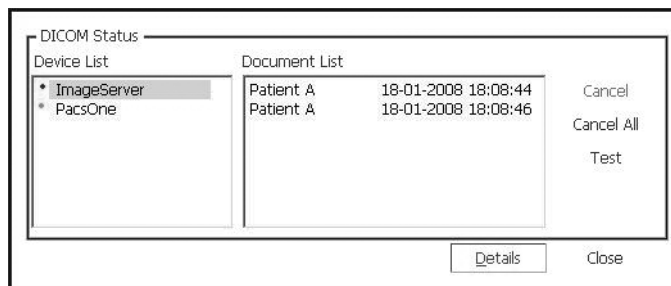 DICOM Status
Device List Document List
* ImageServer Patient A 18-01-2008 18:08:44 Cancel
* PacsOne Patient A 18-01-2008 18:08:46
Cancel All
Test
Details Close